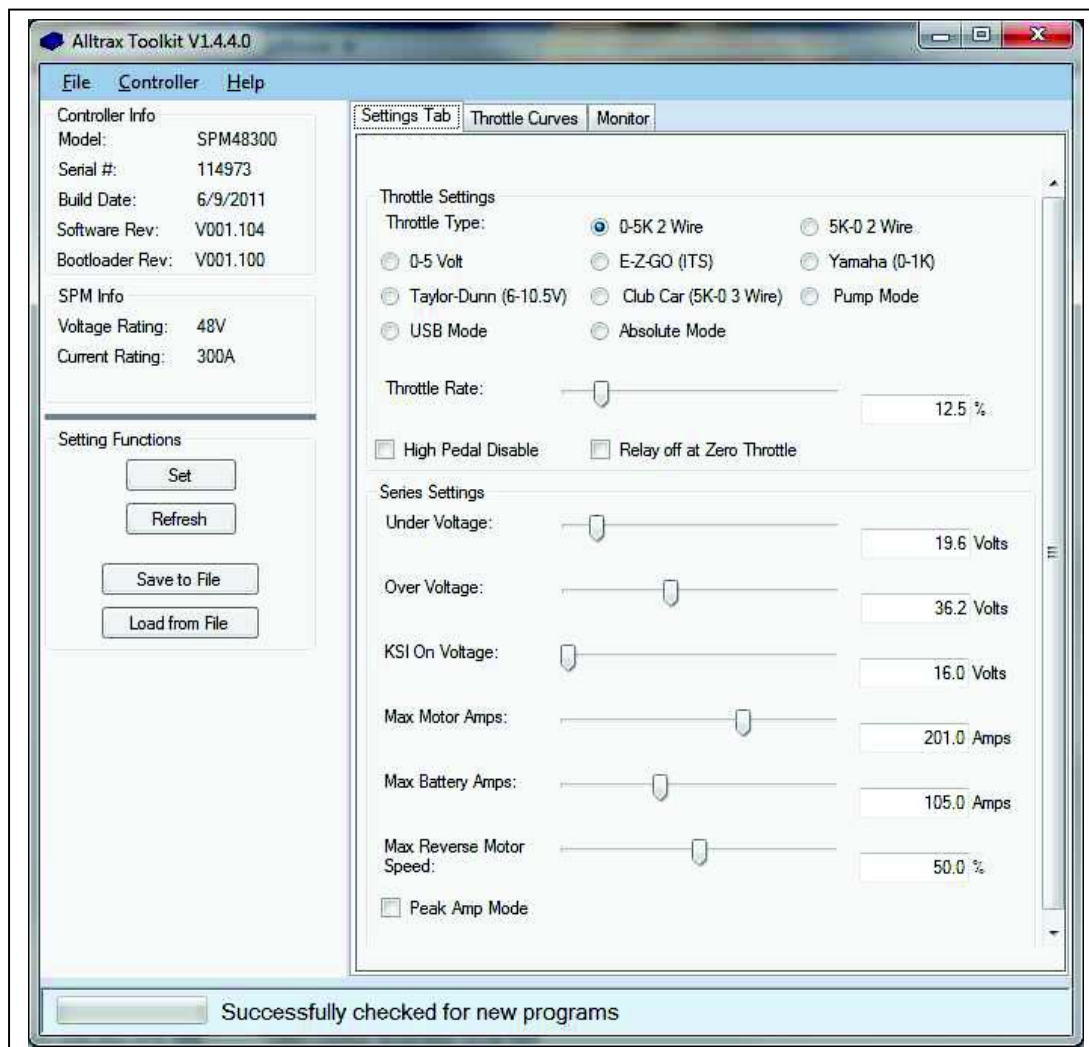 Alltrax Toolkit V1.4.4.0
File Controller Help
Controller Info
Model: SPM48300
Serial #: 114973
Build Date: 6/9/2011
Software Rev: V001.104
Bootloader Rev: V001.100
SPM Info
Voltage Rating: 48V
Current Rating: 300A
Setting Functions
Set
Refresh
Save to File
Load from File
Settings Tab Throttle Curves Monitor
Throttle Settings
Throttle Type: 0-5K 2 Wire 5K-0 2 Wire
0-5 Volt E-Z-GO (ITS) Yamaha (0-1K)
Taylor-Dunn (6-10.5V) Club Car (5K-0 3 Wire) Pump Mode
USB Mode Absolute Mode
Throttle Rate: 12.5 %
High Pedal Disable Relay off at Zero Throttle
Series Settings
Under Voltage: 19.6 Volts
Over Voltage: 36.2 Volts
KSI On Voltage: 16.0 Volts
Max Motor Amps: 201.0 Amps
Max Battery Amps: 105.0 Amps
Max Reverse Motor
Speed: 50.0 %
Peak Amp Mode
Successfully checked for new programs